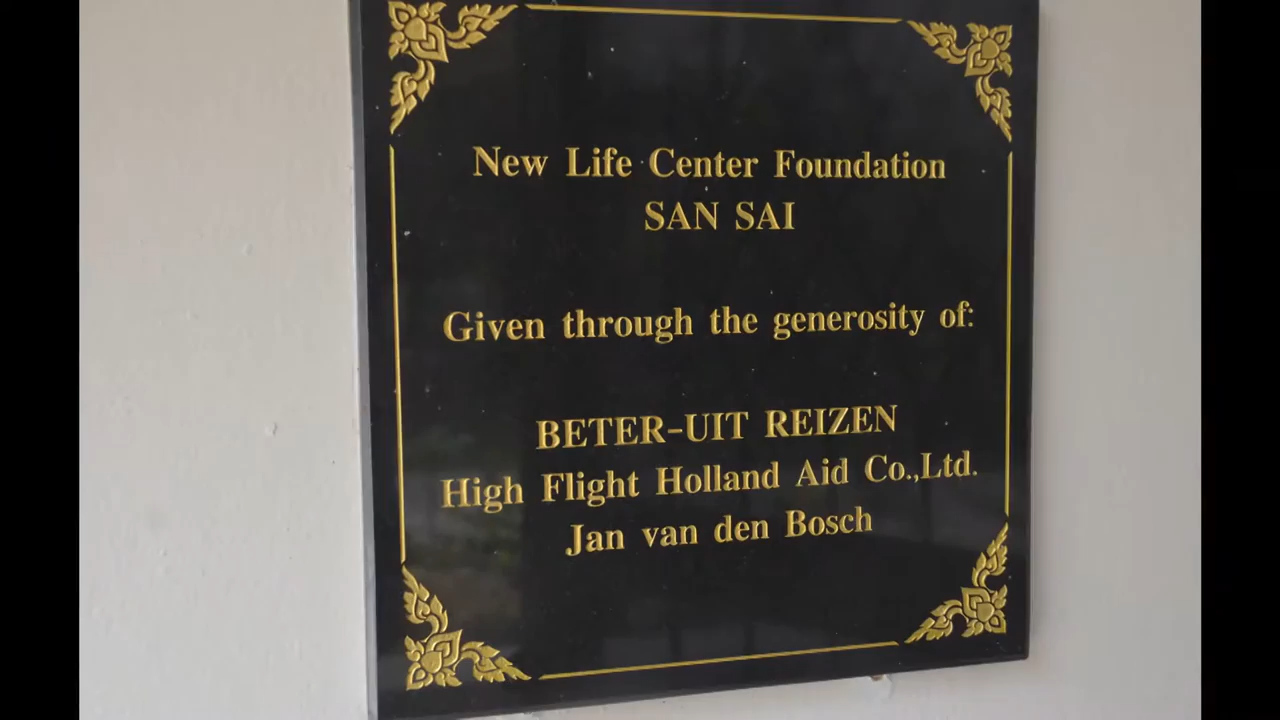 New Life Center Foundation
SAN SAI
Given through the generosity of:
BETER-UIT REIZEN
High Flight Holland Aid Co.,Ltd.
Jan van den Bosch